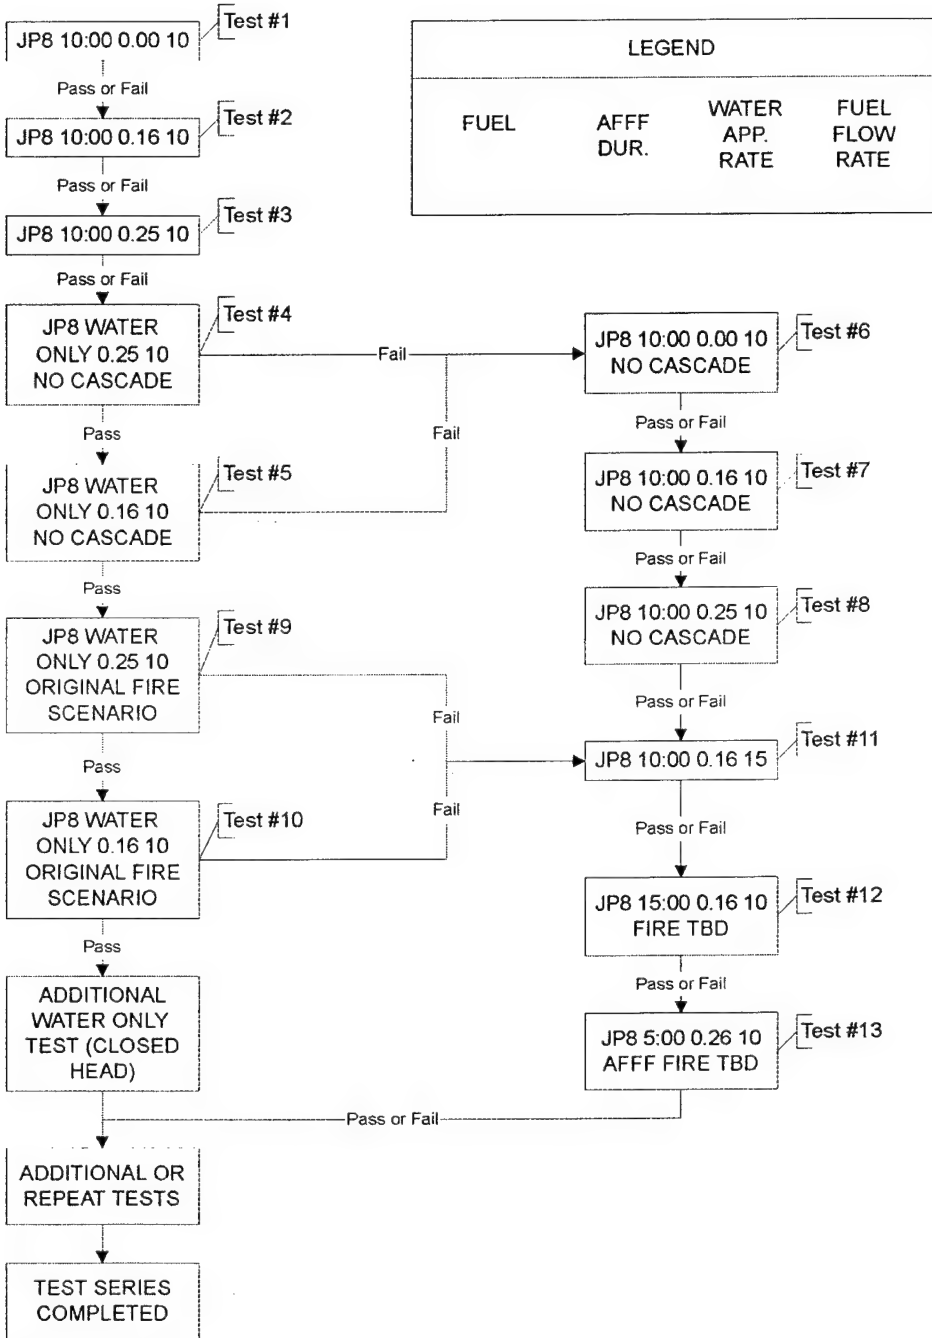 JP8 10:00 0.00 10
Test #1
Pass or Fail
JP8 10:00 0.16 10
Test #2
Pass or Fail
JP8 10:00 0.25 10
Test #3
Pass or Fail
LEGEND
FUEL
AFFF
DUR.
WATER
APP.
RATE
FUEL
FLOW
RATE
JP8 WATER
ONLY 0.25 10
NO CASCADE
Test #4
Fail
Pass
JP8 WATER
ONLY 0.16 10
NO CASCADE
Test #5
Fail
Pass
JP8 WATER
ONLY 0.25 10
ORIGINAL FIRE
SCENARIO
Test #9
Fail
Pass
JP8 WATER
ONLY 0.16 10
ORIGINAL FIRE
SCENARIO
Test #10
Fail
Pass
ADDITIONAL
WATER ONLY
TEST (CLOSED
HEAD)
JP8 10:00 0.00 10
NO CASCADE
Test #6
Pass or Fail
JP8 10:00 0.16 10
NO CASCADE
Test #7
Pass or Fail
JP8 10:00 0.25 10
NO CASCADE
Test #8
Pass or Fail
JP8 10:00 0.16 15
Test #11
Pass or Fail
JP8 15:00 0.16 10
FIRE TBD
Test #12
Pass or Fail
JP8 5:00 0.26 10
AFFF FIRE TBD
Test #13
Pass or Fail
ADDITIONAL OR
REPEAT TESTS
TEST SERIES
COMPLETED